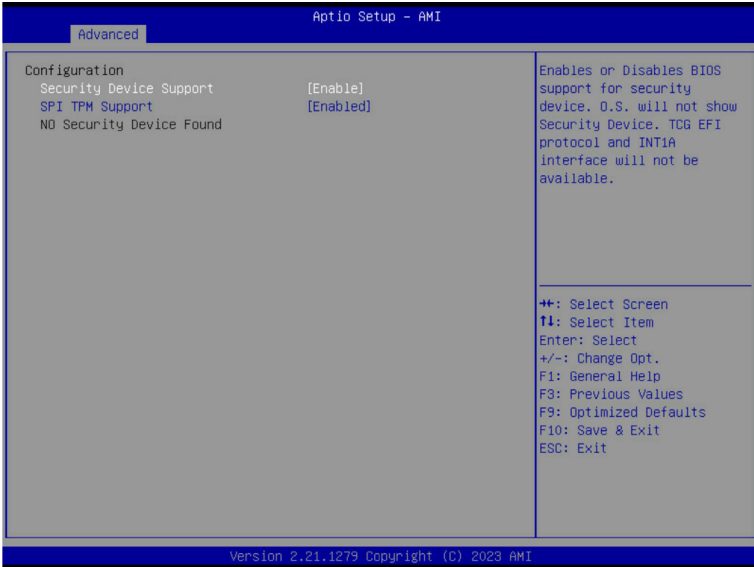 Aptio Setup – AMI
Advanced
Configuration
Security Device Support [Enable]
SPI TPM Support [Enabled]
NO Security Device Found
Enables or Disables BIOS
support for security
device. O.S. will not show
Security Device. TCG EFI
protocol and INT1A
interface will not be
available.
→←: Select Screen
↑↓: Select Item
Enter: Select
+/-: Change Opt.
F1: General Help
F3: Previous Values
F9: Optimized Defaults
F10: Save & Exit
ESC: Exit
Version 2.21.1279 Copyright (C) 2023 AMI